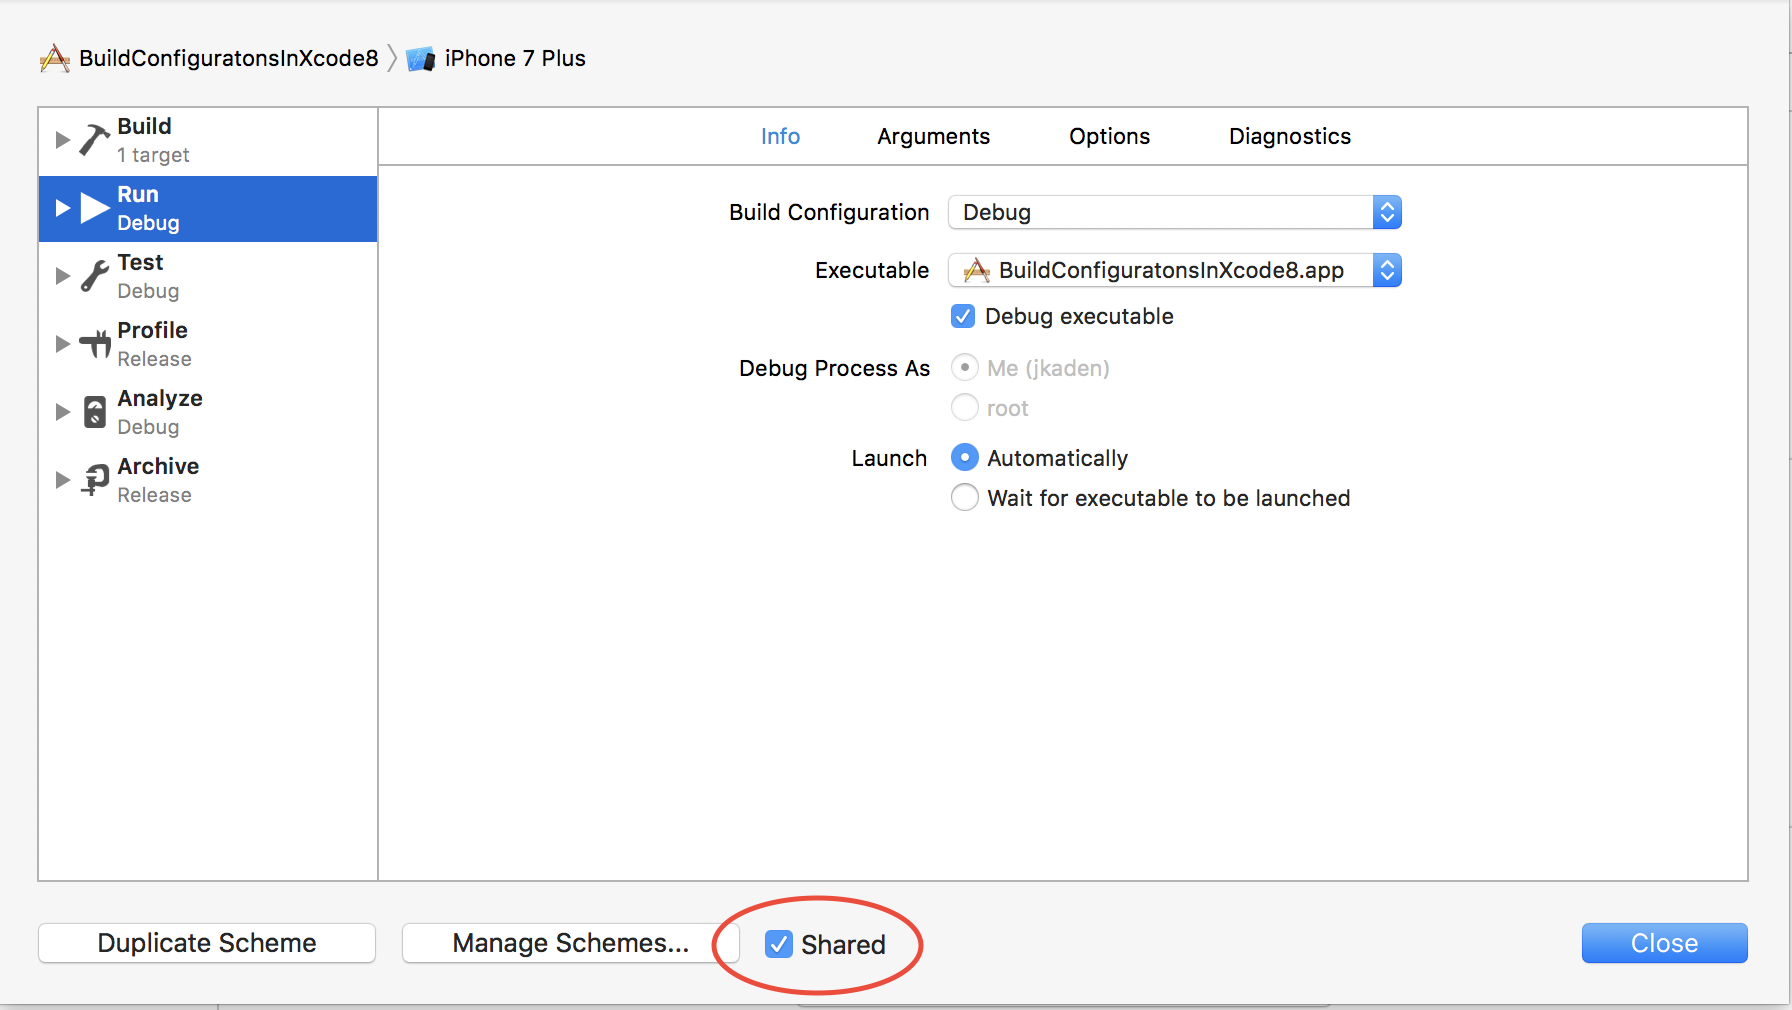 BuildConfiguratonsInXcode8 iPhone 7 Plus
Build
1 target
Run
Debug
Test
Debug
Profile
Release
Analyze
Debug
Archive
Release
Info Arguments Options Diagnostics
Build Configuration Debug
Executable BuildConfiguratonsInXcode8.app
Debug executable
Debug Process As Me (jkaden)
root
Launch Automatically
Wait for executable to be launched
Duplicate Scheme Manage Schemes... Shared Close